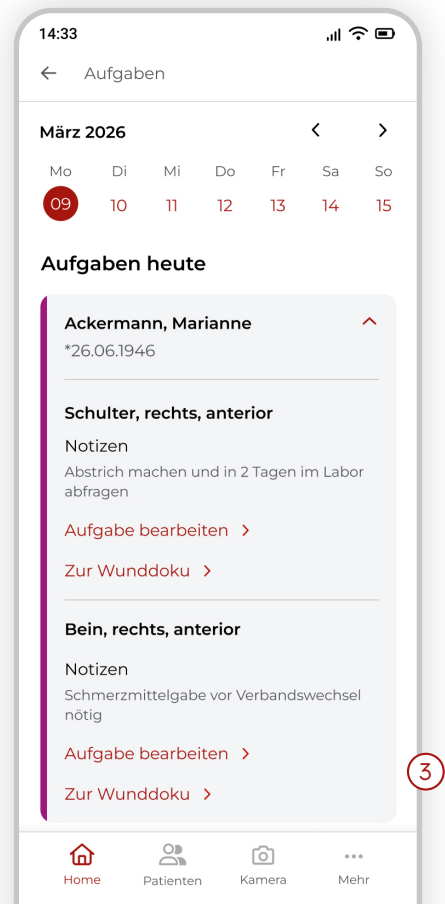 14:33
Aufgaben
März 2026
Mo Di Mi Do Fr Sa So
09 10 11 12 13 14 15
Aufgaben heute
Ackermann, Marianne
*26.06.1946
Schulter, rechts, anterior
Notizen
Abstrich machen und in 2 Tagen im Labor
abfragen
Aufgabe bearbeiten
Zur Wunddoku
Bein, rechts, anterior
Notizen
Schmerzmittelgabe vor Verbandswechsel
nötig
Aufgabe bearbeiten
3
Zur Wunddoku
Home Patienten Kamera Mehr